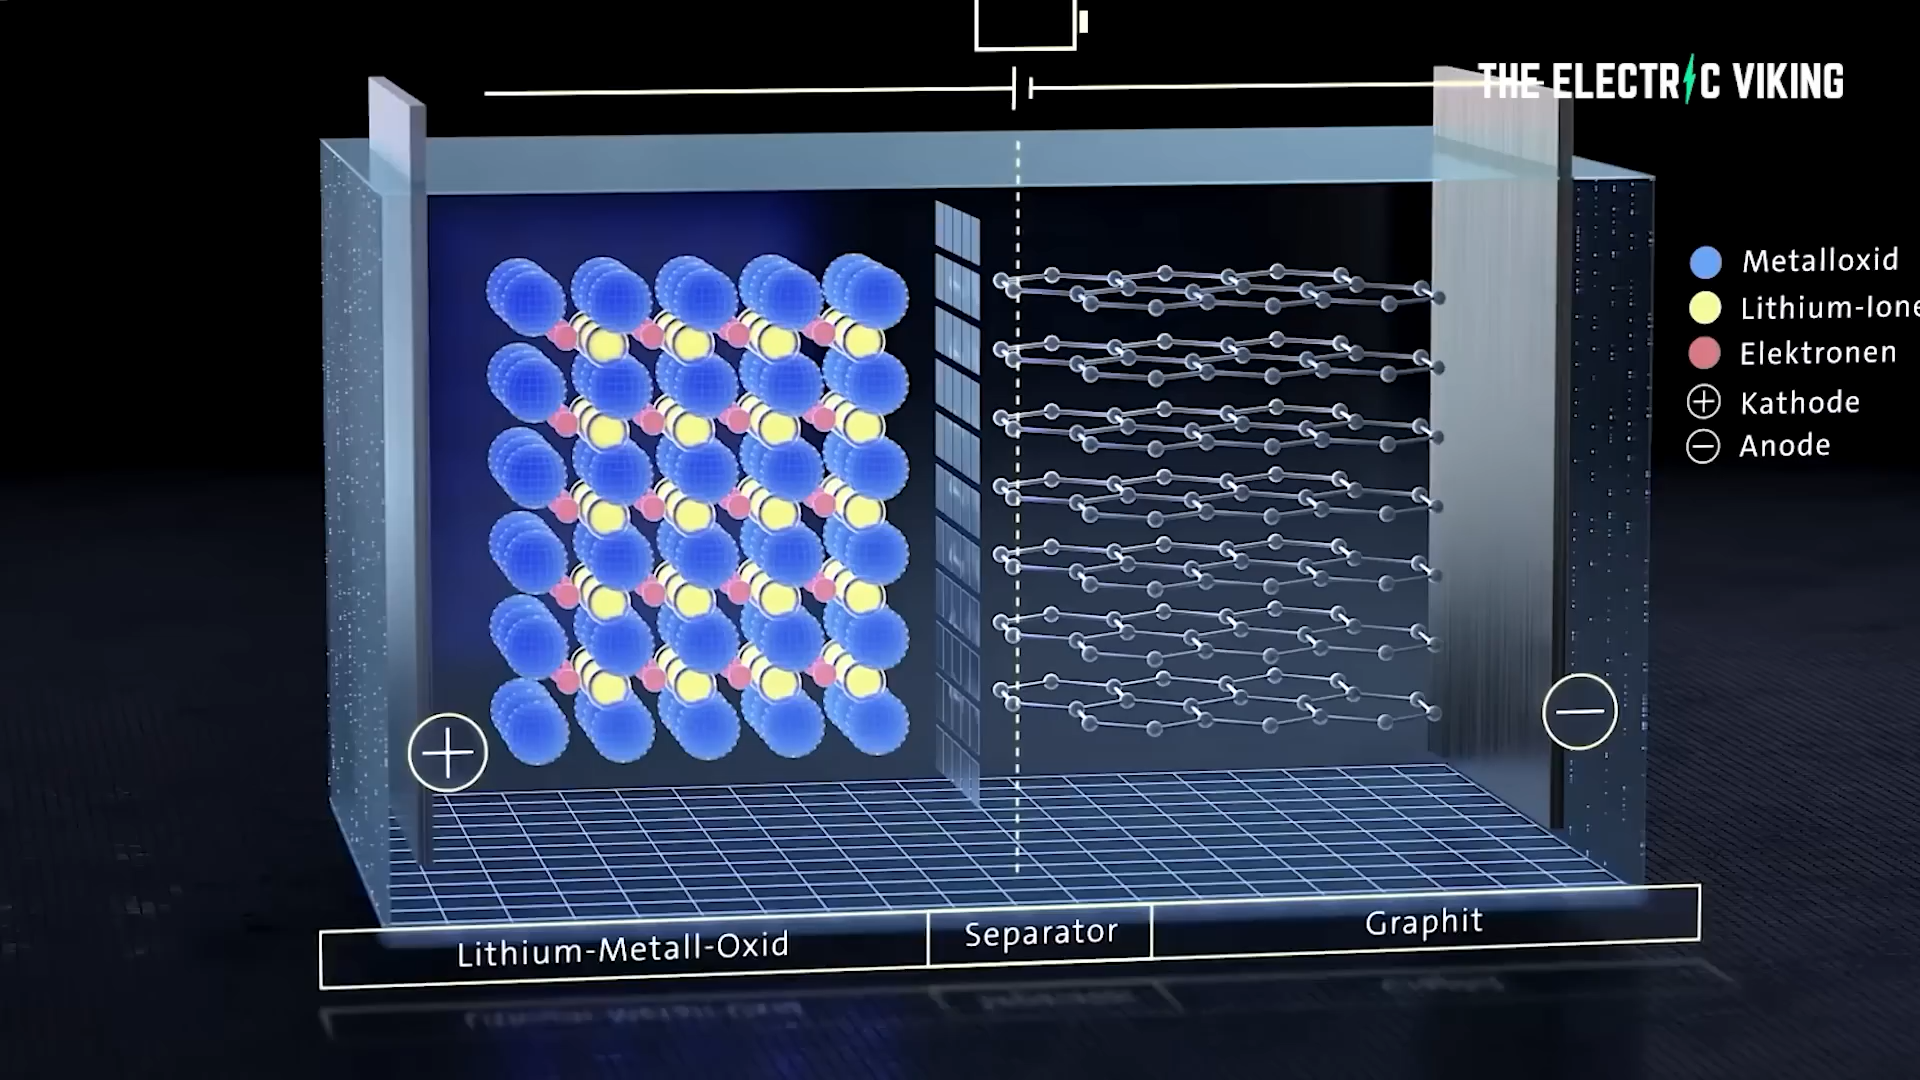 THE ELECTRIC VIKING
Metalloxid
Lithium-Ione
Elektronen
Kathode
Anode
Lithium-Metall-Oxid
Separator
Graphit